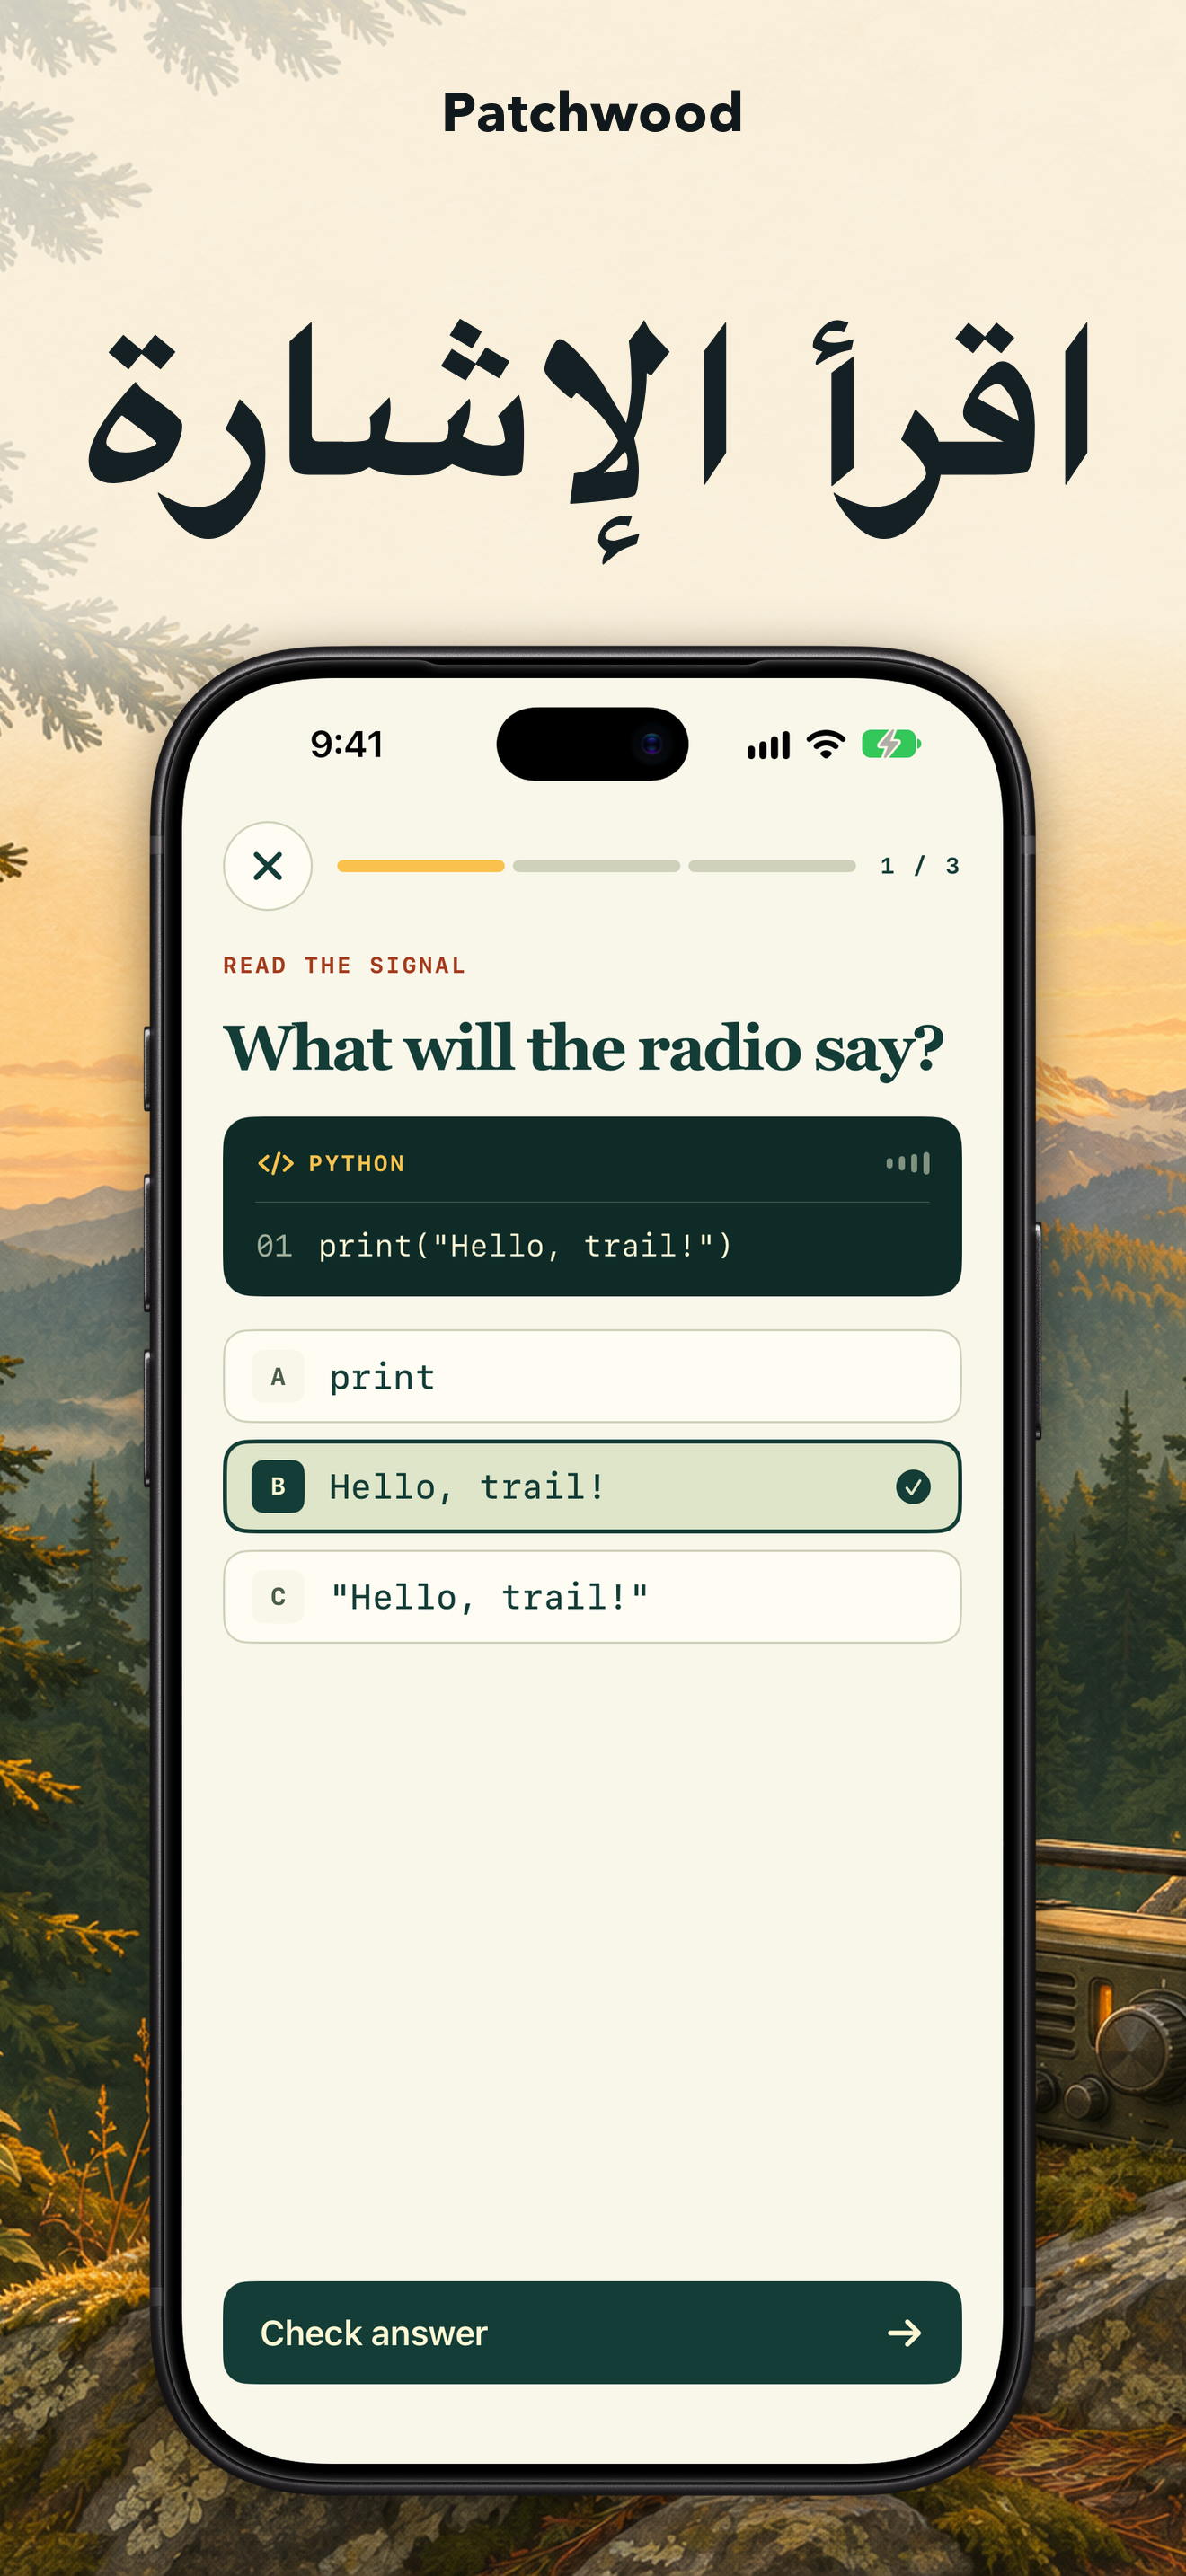 Patchwood
اقرأ الإشارة
9:41
1 / 3
READ THE SIGNAL
What will the radio say?
</> PYTHON
01 print("Hello, trail!")
A print
B Hello, trail!
C "Hello, trail!"
Check answer